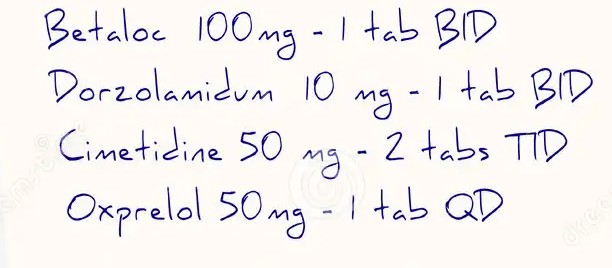 Betaloc 100mg - 1 tab BID
Dorzolamidum 10 mg - 1 tab BID
Cimetidine 50 mg - 2 tabs TID
Oxprelol 50mg - 1 tab QD